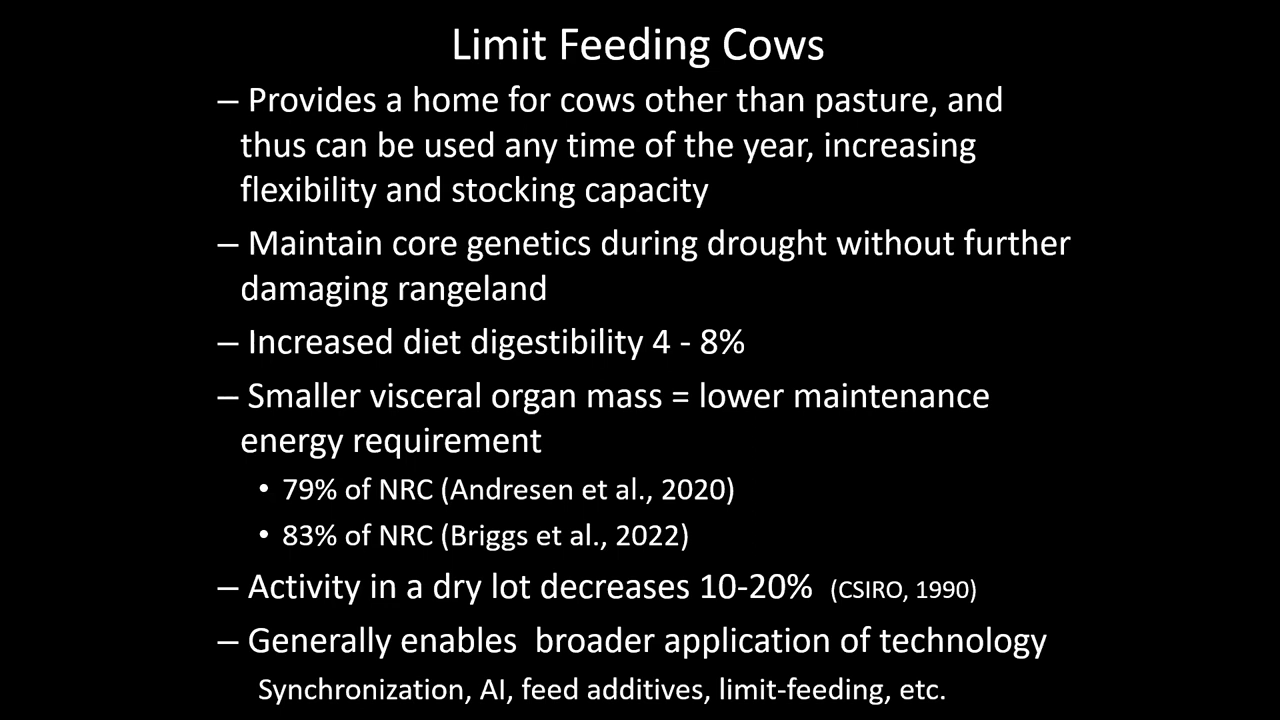 Limit Feeding Cows
– Provides a home for cows other than pasture, and
thus can be used any time of the year, increasing
flexibility and stocking capacity
– Maintain core genetics during drought without further
damaging rangeland
– Increased diet digestibility 4 - 8%
– Smaller visceral organ mass = lower maintenance
energy requirement
• 79% of NRC (Andresen et al., 2020)
• 83% of NRC (Briggs et al., 2022)
– Activity in a dry lot decreases 10-20% (CSIRO, 1990)
– Generally enables  broader application of technology
Synchronization, AI, feed additives, limit-feeding, etc.